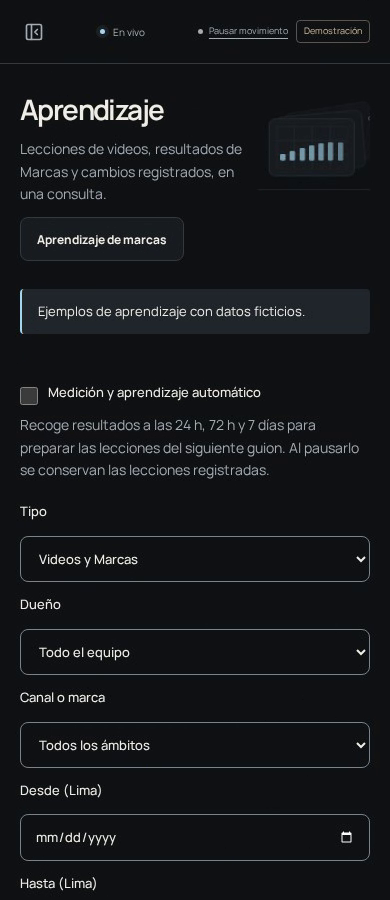 En vivo
Pausar movimiento
Demostración
Aprendizaje
Lecciones de videos, resultados de
Marcas y cambios registrados, en
una consulta.
Aprendizaje de marcas
Ejemplos de aprendizaje con datos ficticios.
Medición y aprendizaje automático
Recoge resultados a las 24 h, 72 h y 7 días para
preparar las lecciones del siguiente guion. Al pausarlo
se conservan las lecciones registradas.
Tipo
Videos y Marcas
Dueño
Todo el equipo
Canal o marca
Todos los ámbitos
Desde (Lima)
mm/dd/yyyy
Hasta (Lima)